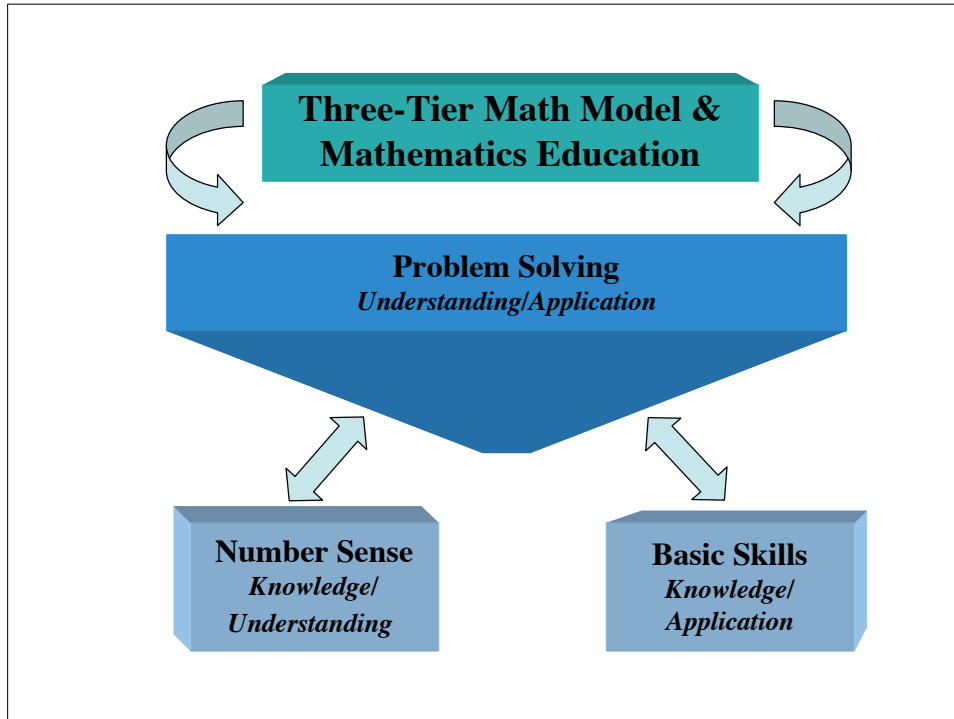 Three-Tier Math Model &
Mathematics Education
Problem Solving
Understanding/Application
Number Sense
Knowledge/
Understanding
Basic Skills
Knowledge/
Application